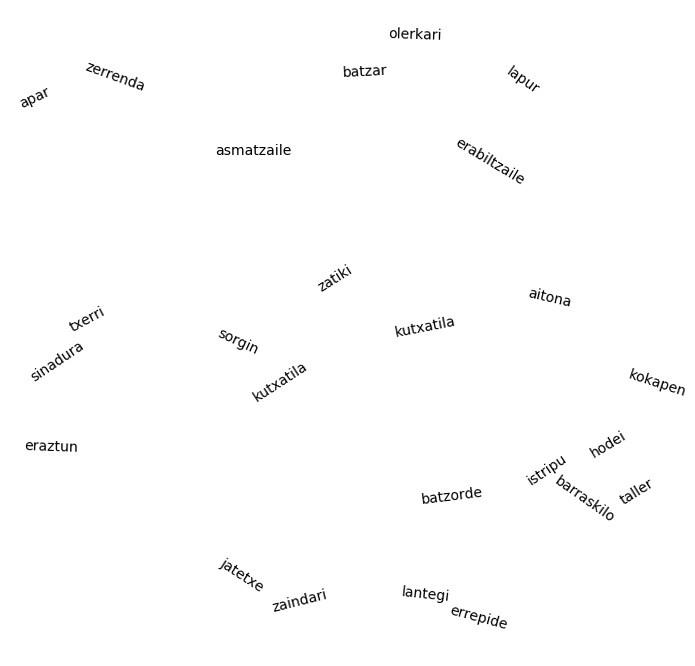 olerkari
batzar
zerrenda
lapur
apar
asmatzaile
erabiltzaile
zatiki
aitona
txerri
kutxatila
sorgin
sinadura
kutxatila
kokapen
hodei
eraztun
istripu
taller
batzorde
barraskilo
jatetxe
lantegi
zaindari
errepide